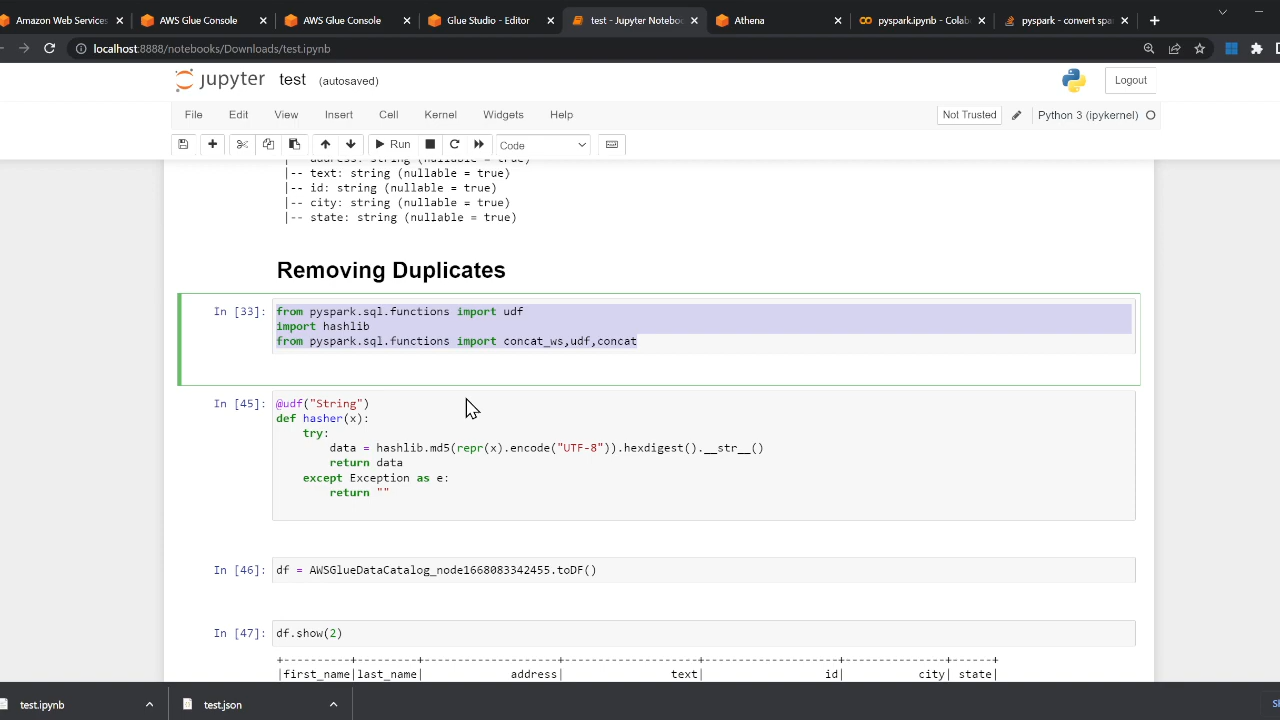 Amazon Web Services
AWS Glue Console
AWS Glue Console
Glue Studio - Editor
test - Jupyter Noteboo
Athena
pyspark.ipynb - Colab
pyspark - convert spa
localhost:8888/notebooks/Downloads/test.ipynb
jupyter test (autosaved)
Logout
File Edit View Insert Cell Kernel Widgets Help
Not Trusted
Python 3 (ipykernel)
Run
Code
|-- address: string (nullable = true)
|-- text: string (nullable = true)
|-- id: string (nullable = true)
|-- city: string (nullable = true)
|-- state: string (nullable = true)
Removing Duplicates
In [33]: from pyspark.sql.functions import udf
import hashlib
from pyspark.sql.functions import concat_ws,udf,concat
In [45]: @udf("String")
def hasher(x):
    try:
        data = hashlib.md5(repr(x).encode("UTF-8")).hexdigest().__str__()
        return data
    except Exception as e:
        return ""
In [46]: df = AWSGlueDataCatalog_node1668083342455.toDF()
In [47]: df.show(2)
+----------+---------+--------------------+--------------------+--------------------+---------------+------+
|first_name|last_name|             address|                text|                  id|           city| state|
test.ipynb
test.json